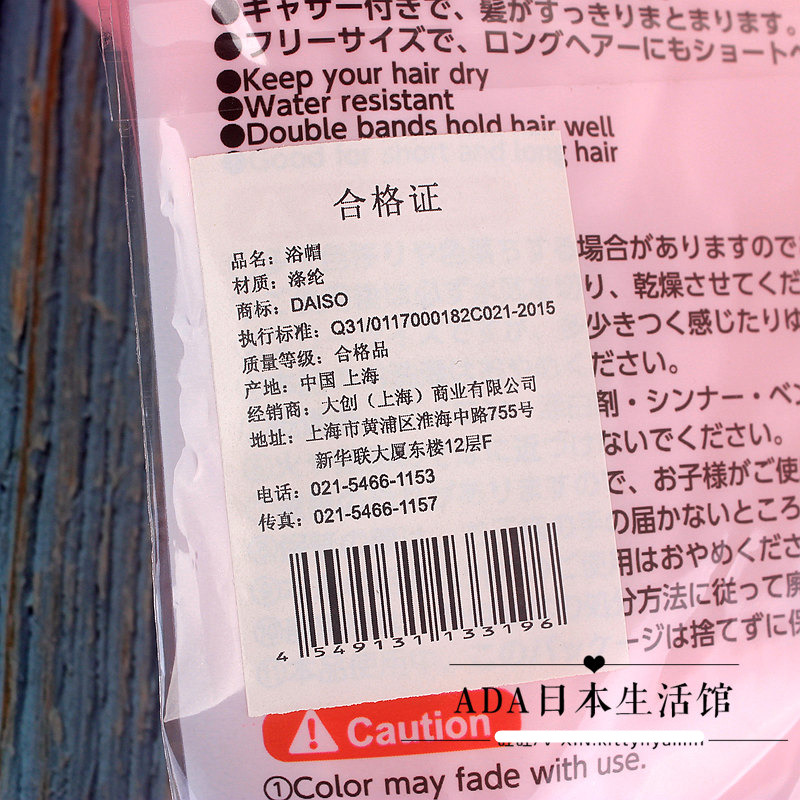 ●ギャザー付きで、髪がすっきりまとまります。
●フリーサイズで、ロングヘアーにもショートヘ
●Keep your hair dry
●Water resistant
●Double bands hold hair well
●Good for short and long hair
合格证
品名：浴帽
材质：涤纶
商标：DAISO
执行标准：Q31/0117000182C021-2015
质量等级：合格品
产地：中国 上海
经销商：大创（上海）商业有限公司
地址：上海市黄浦区淮海中路755号
新华联大厦东楼12层F
电话：021-5466-1153
传真：021-5466-1157
4 549131 133196
場合がありますので
り、乾燥させてくだ
少きつく感じたりゆ
ださい。
剤・シンナー・ベン
ないでください。
で、お子様がご使
の届かないところ
用はおやめくださ
分方法に従って廃
ージは捨てずに保
ADA日本生活馆
Caution
①Color may fade with use.